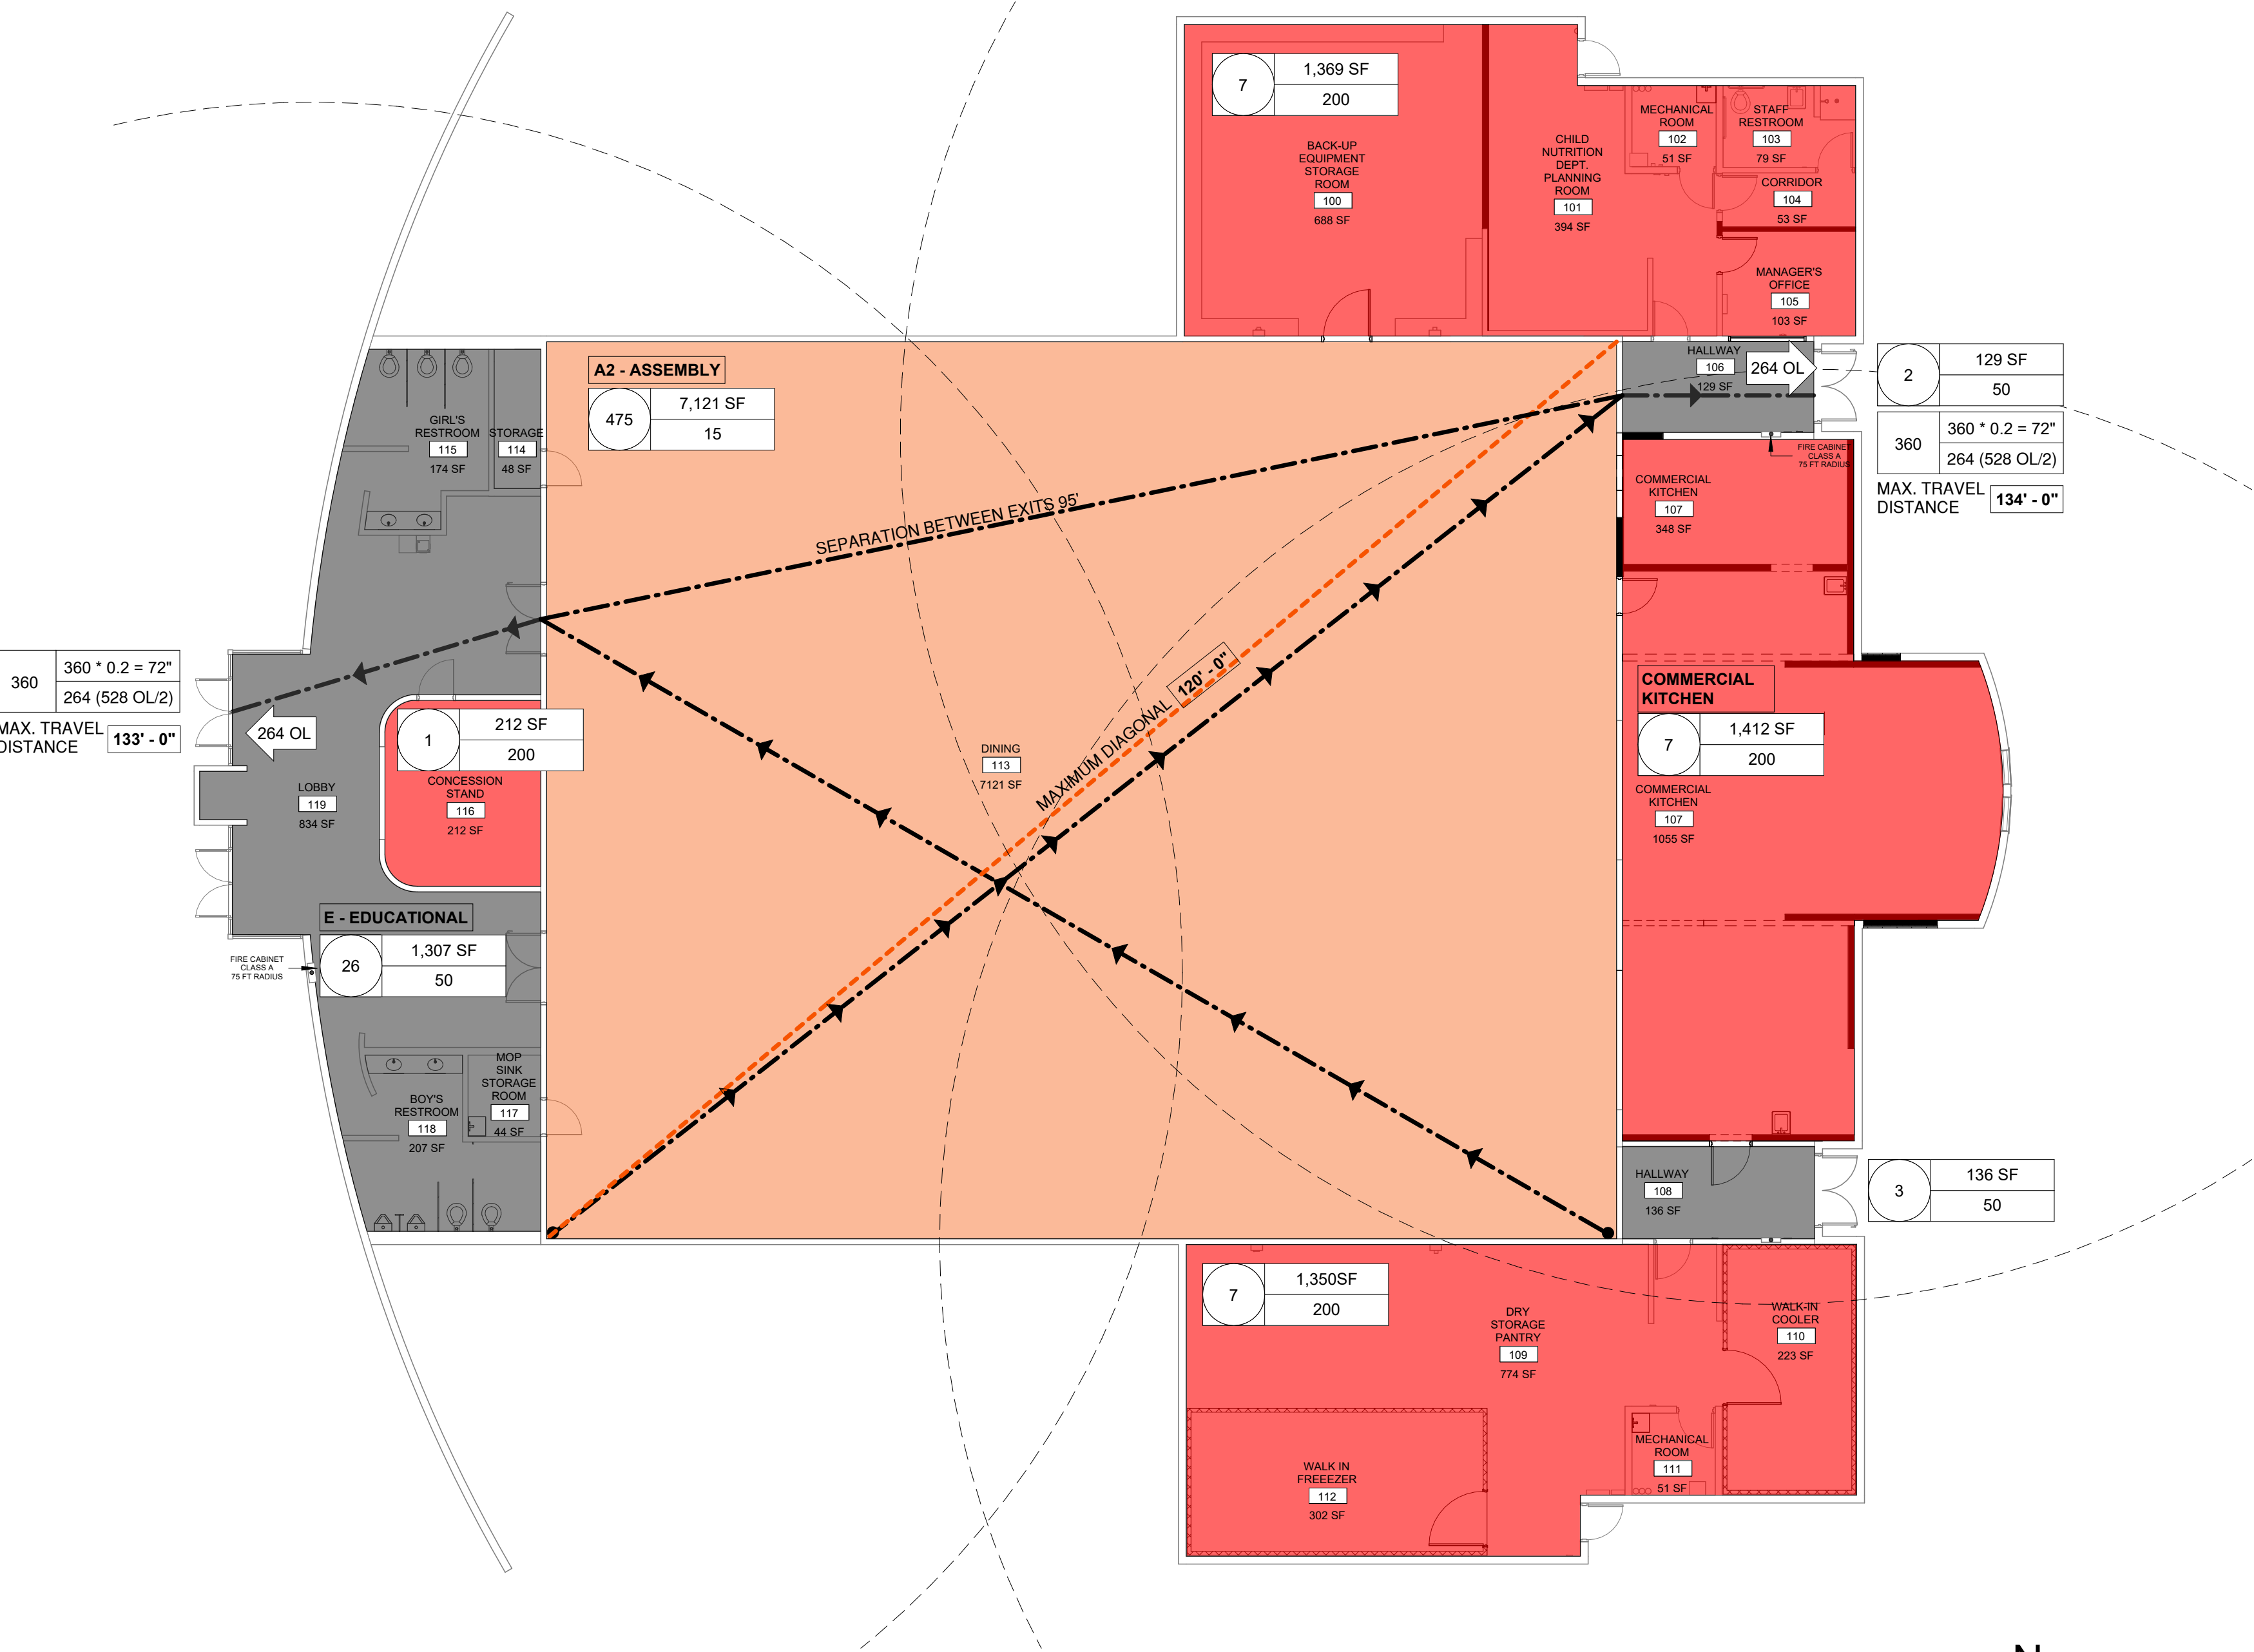 7
1,369 SF
200
BACK-UP
EQUIPMENT
STORAGE
ROOM
100
688 SF
CHILD
NUTRITION
DEPT.
PLANNING
ROOM
101
394 SF
MECHANICAL
ROOM
102
51 SF
STAFF
RESTROOM
103
79 SF
CORRIDOR
104
53 SF
MANAGER'S
OFFICE
105
103 SF
HALLWAY
106
129 SF
264 OL
2
129 SF
50
360
360 * 0.2 = 72"
264 (528 OL/2)
MAX. TRAVEL
DISTANCE
134' - 0"
FIRE CABINET
CLASS A
75 FT RADIUS
A2 - ASSEMBLY
475
7,121 SF
15
GIRL'S
RESTROOM
115
174 SF
STORAGE
114
48 SF
SEPARATION BETWEEN EXITS 95'
COMMERCIAL
KITCHEN
107
348 SF
360
360 * 0.2 = 72"
264 (528 OL/2)
MAX. TRAVEL
DISTANCE
133' - 0"
264 OL
1
212 SF
200
CONCESSION
STAND
116
212 SF
LOBBY
119
834 SF
DINING
113
7121 SF
MAXIMUM DIAGONAL
120' - 0"
COMMERCIAL
KITCHEN
7
1,412 SF
200
COMMERCIAL
KITCHEN
107
1055 SF
E - EDUCATIONAL
26
1,307 SF
50
FIRE CABINET
CLASS A
75 FT RADIUS
MOP
SINK
STORAGE
ROOM
117
44 SF
BOY'S
RESTROOM
118
207 SF
HALLWAY
108
136 SF
3
136 SF
50
7
1,350SF
200
DRY
STORAGE
PANTRY
109
774 SF
WALK-IN
COOLER
110
223 SF
MECHANICAL
ROOM
111
51 SF
WALK IN
FREEEZER
112
302 SF